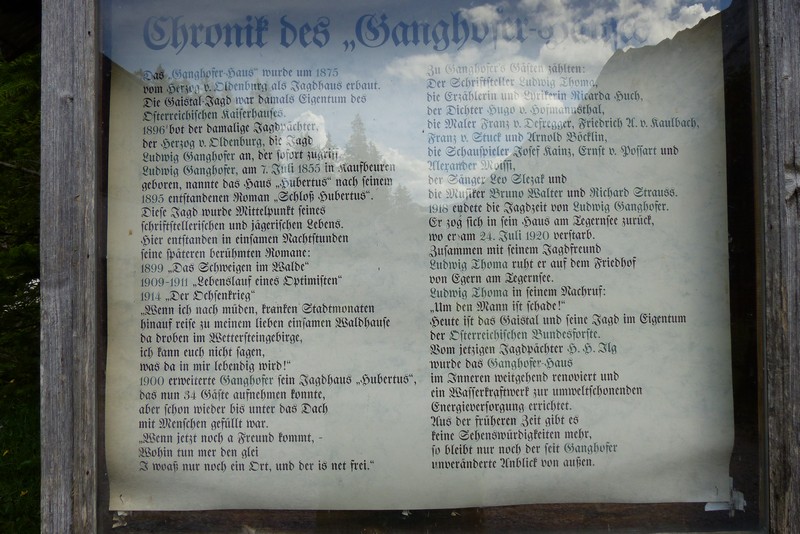 Chronik des „Ganghofer-Hauses"
Das „Ganghofer-Haus" wurde um 1875
vom Herzog v. Oldenburg als Jagdhaus erbaut.
Die Gaistal-Jagd war damals Eigentum des
Österreichischen Kaiserhauses.
1896 bot der damalige Jagdpächter,
der Herzog v. Oldenburg, die Jagd
Ludwig Ganghofer an, der sofort zugriff.
Ludwig Ganghofer, am 7. Juli 1855 in Kaufbeuren
geboren, nannte das Haus „Hubertus" nach seinem
1895 entstandenen Roman „Schloß Hubertus".
Diese Jagd wurde Mittelpunkt seines
schriftstellerischen und jägerischen Lebens.
Hier entstanden in einsamen Nachtstunden
seine späteren berühmten Romane:
1899 „Das Schweigen im Walde"
1909-1911 „Lebenslauf eines Optimisten"
1914 „Der Ochsenkrieg"
„Wenn ich nach müden, kranken Stadtmonaten
hinauf reise zu meinem lieben einsamen Waldhause
da droben im Wettersteingebirge,
ich kann euch nicht sagen,
was da in mir lebendig wird!"
1900 erweiterte Ganghofer sein Jagdhaus „Hubertus",
das nun 34 Gäste aufnehmen konnte,
aber schon wieder bis unter das Dach
mit Menschen gefüllt war.
„Wenn jetzt noch a Freund kommt, -
Wohin tun mer den glei
I woaß nur noch ein Ort, und der is net frei."
Zu Ganghofer's Gästen zählten:
Der Schriftsteller Ludwig Thoma,
die Erzählerin und Lyrikerin Ricarda Huch,
der Dichter Hugo v. Hofmannsthal,
die Maler Franz v. Defregger, Friedrich A. v. Kaulbach,
Franz v. Stuck und Arnold Böcklin,
die Schauspieler Josef Kainz, Ernst v. Possart und
Alexander Moissi,
der Sänger Leo Slezak und
die Musiker Bruno Walter und Richard Strauss.
1918 endete die Jagdzeit von Ludwig Ganghofer.
Er zog sich in sein Haus am Tegernsee zurück,
wo er am 24. Juli 1920 verstarb.
Zusammen mit seinem Jagdfreund
Ludwig Thoma ruht er auf dem Friedhof
von Egern am Tegernsee.
Ludwig Thoma in seinem Nachruf:
„Um den Mann ist schade!"
Heute ist das Gaistal und seine Jagd im Eigentum
der Österreichischen Bundesforste.
Vom jetzigen Jagdpächter H. H. Ilg
wurde das Ganghofer-Haus
im Inneren weitgehend renoviert und
ein Wasserkraftwerk zur umweltschonenden
Energieversorgung errichtet.
Aus der früheren Zeit gibt es
keine Sehenswürdigkeiten mehr,
so bleibt nur noch der seit Ganghofer
unveränderte Anblick von außen.